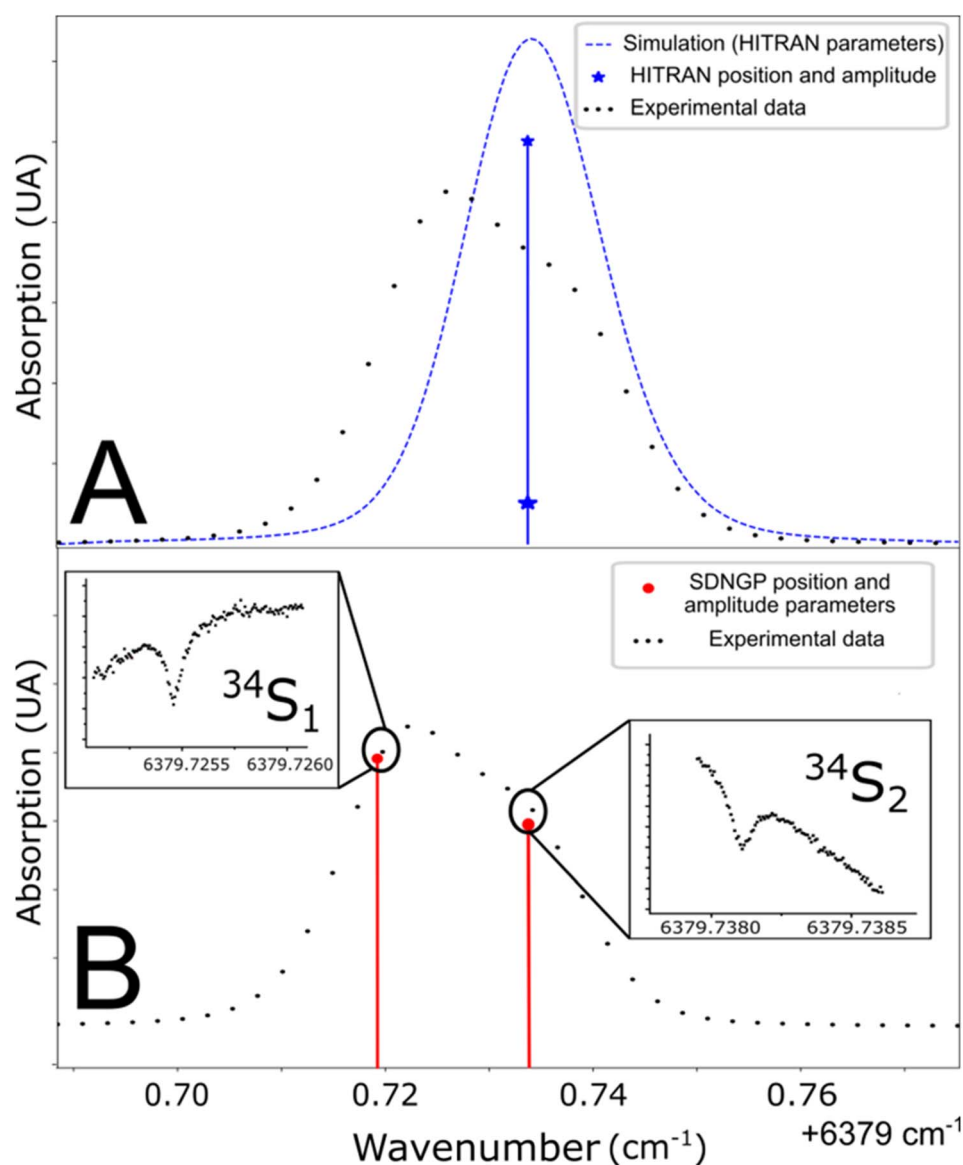 Simulation (HITRAN parameters)
HITRAN position and amplitude
Experimental data
Absorption (UA)
A
SDNGP position and
amplitude parameters
Experimental data
³⁴S₁
6379.7255 6379.7260
³⁴S₂
6379.7380 6379.7385
Absorption (UA)
B
0.70 0.72 0.74 0.76
Wavenumber (cm⁻¹) +6379 cm⁻¹